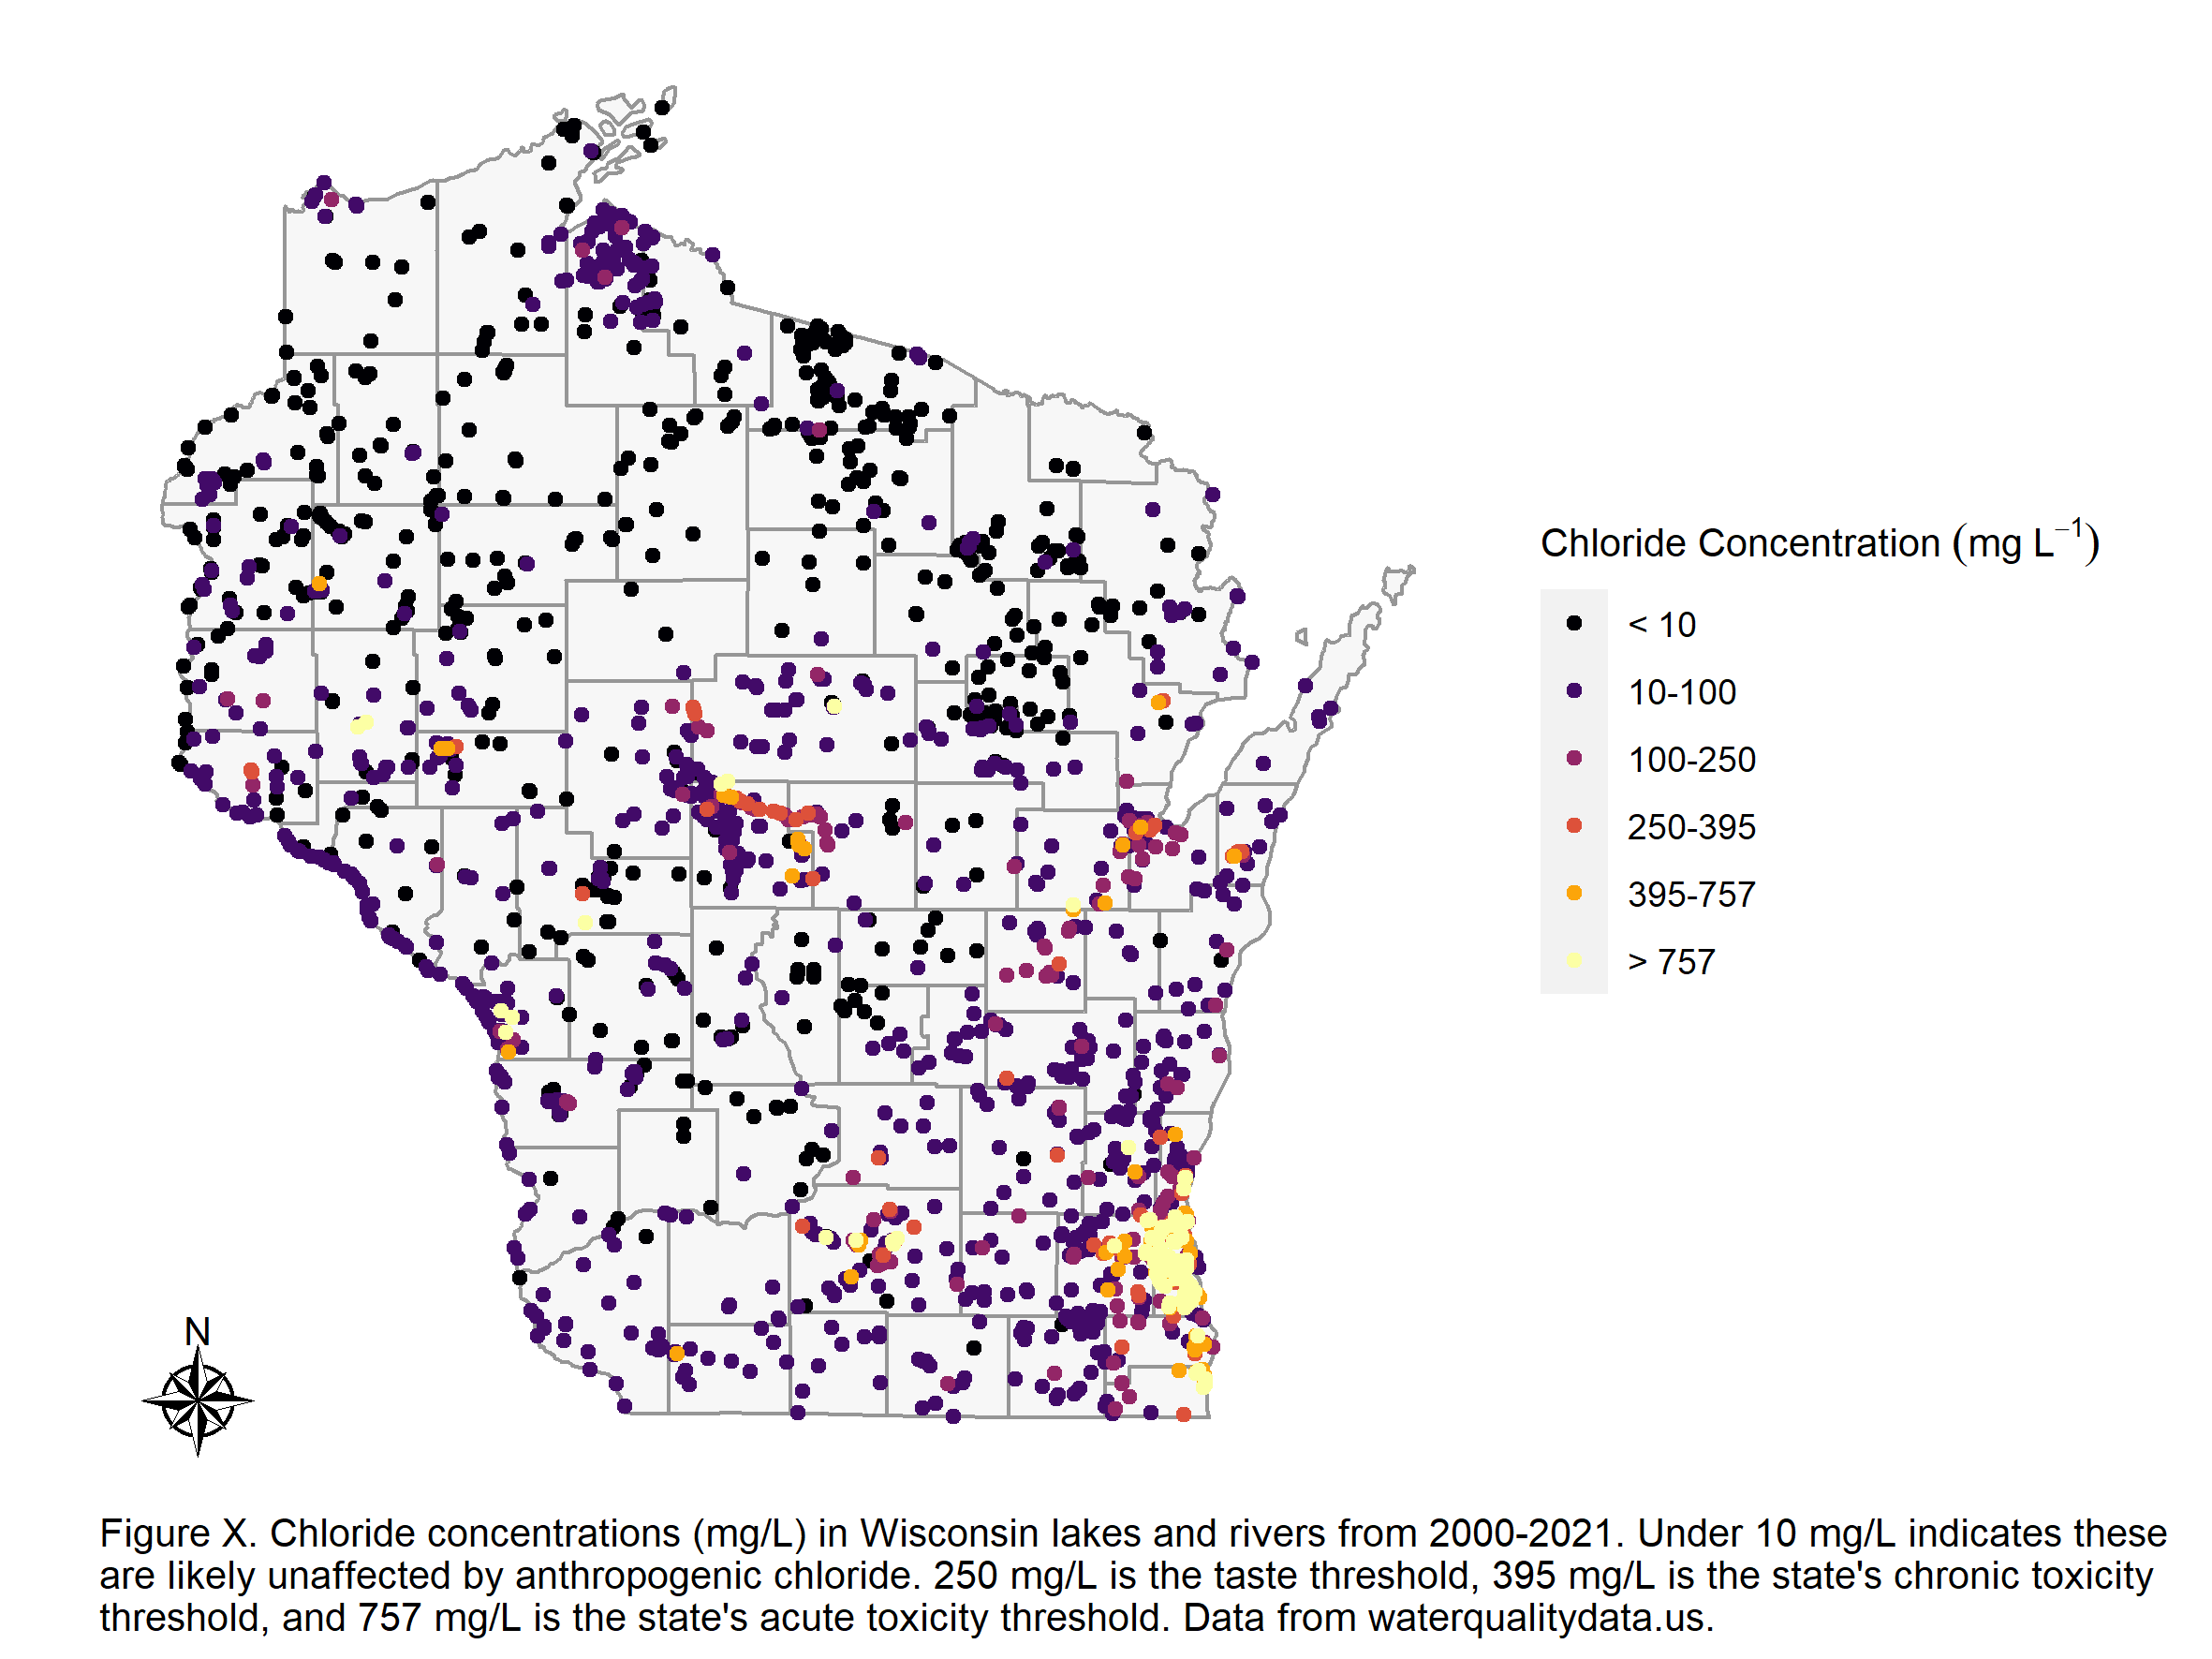 Chloride Concentration (mg L⁻¹)
< 10
10-100
100-250
250-395
395-757
> 757
N
Figure X. Chloride concentrations (mg/L) in Wisconsin lakes and rivers from 2000-2021. Under 10 mg/L indicates these
are likely unaffected by anthropogenic chloride. 250 mg/L is the taste threshold, 395 mg/L is the state's chronic toxicity
threshold, and 757 mg/L is the state's acute toxicity threshold. Data from waterqualitydata.us.